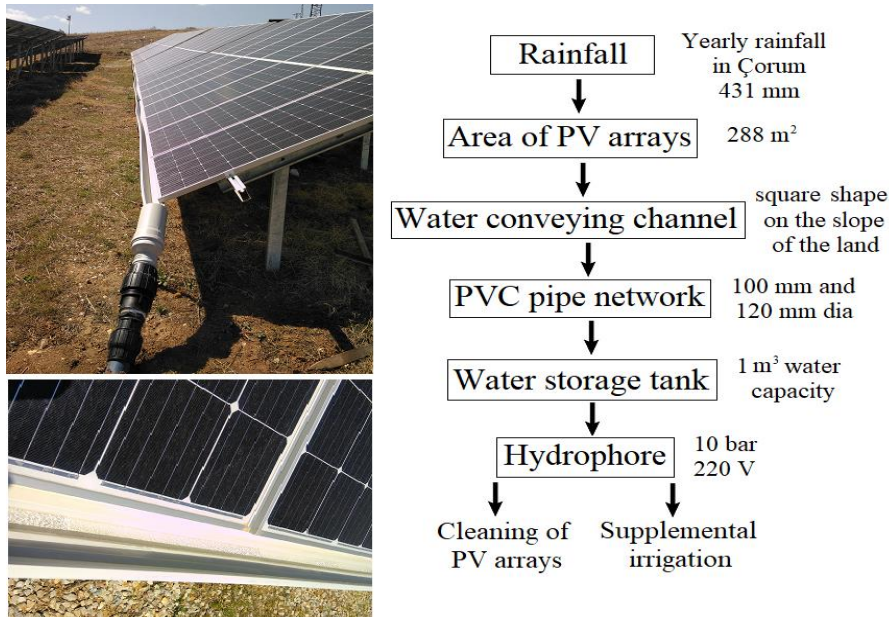 Rainfall
Yearly rainfall
in Çorum
431 mm
Area of PV arrays
288 m²
Water conveying channel
square shape
on the slope
of the land
PVC pipe network
100 mm and
120 mm dia
Water storage tank
1 m³ water
capacity
Hydrophore
10 bar
220 V
Cleaning of
PV arrays
Supplemental
irrigation